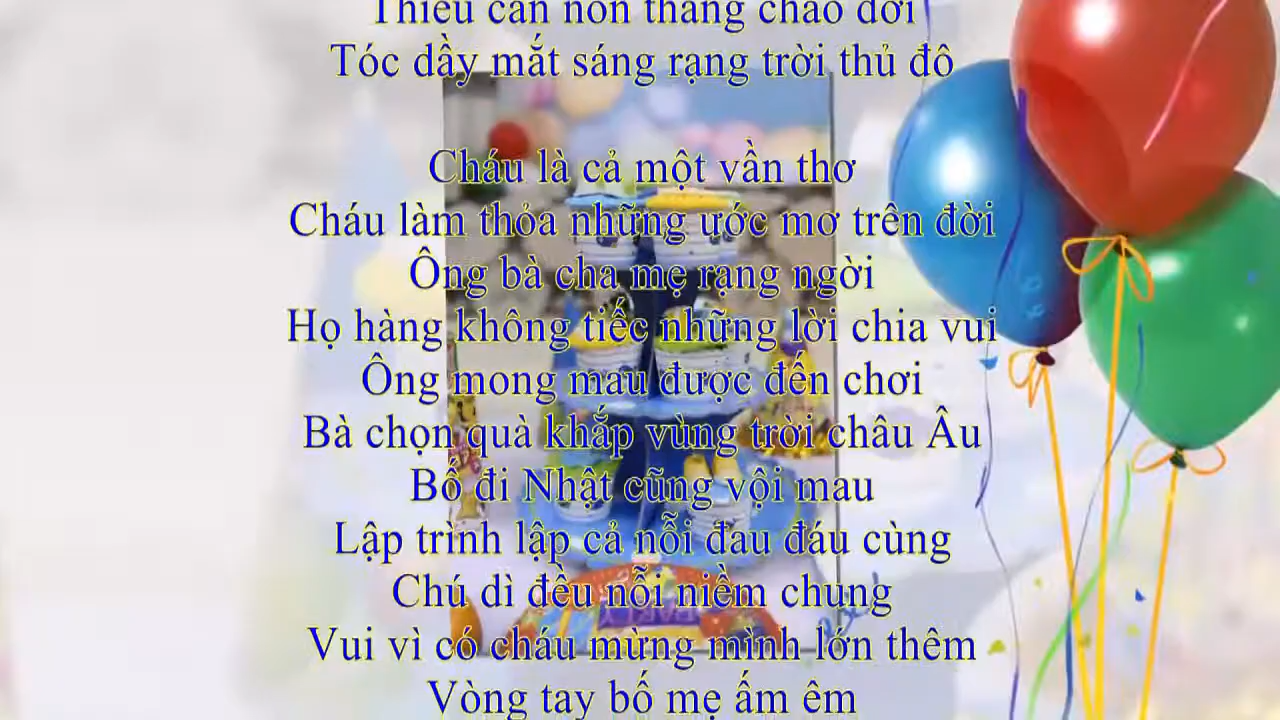 Thiếu cân non tháng chào đời
Tóc dầy mắt sáng rạng trời thủ đô
Cháu là cả một vần thơ
Cháu làm thỏa những ước mơ trên đời
Ông bà cha mẹ rạng ngời
Họ hàng không tiếc những lời chia vui
Ông mong mau được đến chơi
Bà chọn quà khắp vùng trời châu Âu
Bố đi Nhật cũng vội mau
Lập trình lập cả nỗi đau đáu cùng
Chú dì đều nỗi niềm chung
Vui vì có cháu mừng mình lớn thêm
Vòng tay bố mẹ ấm êm